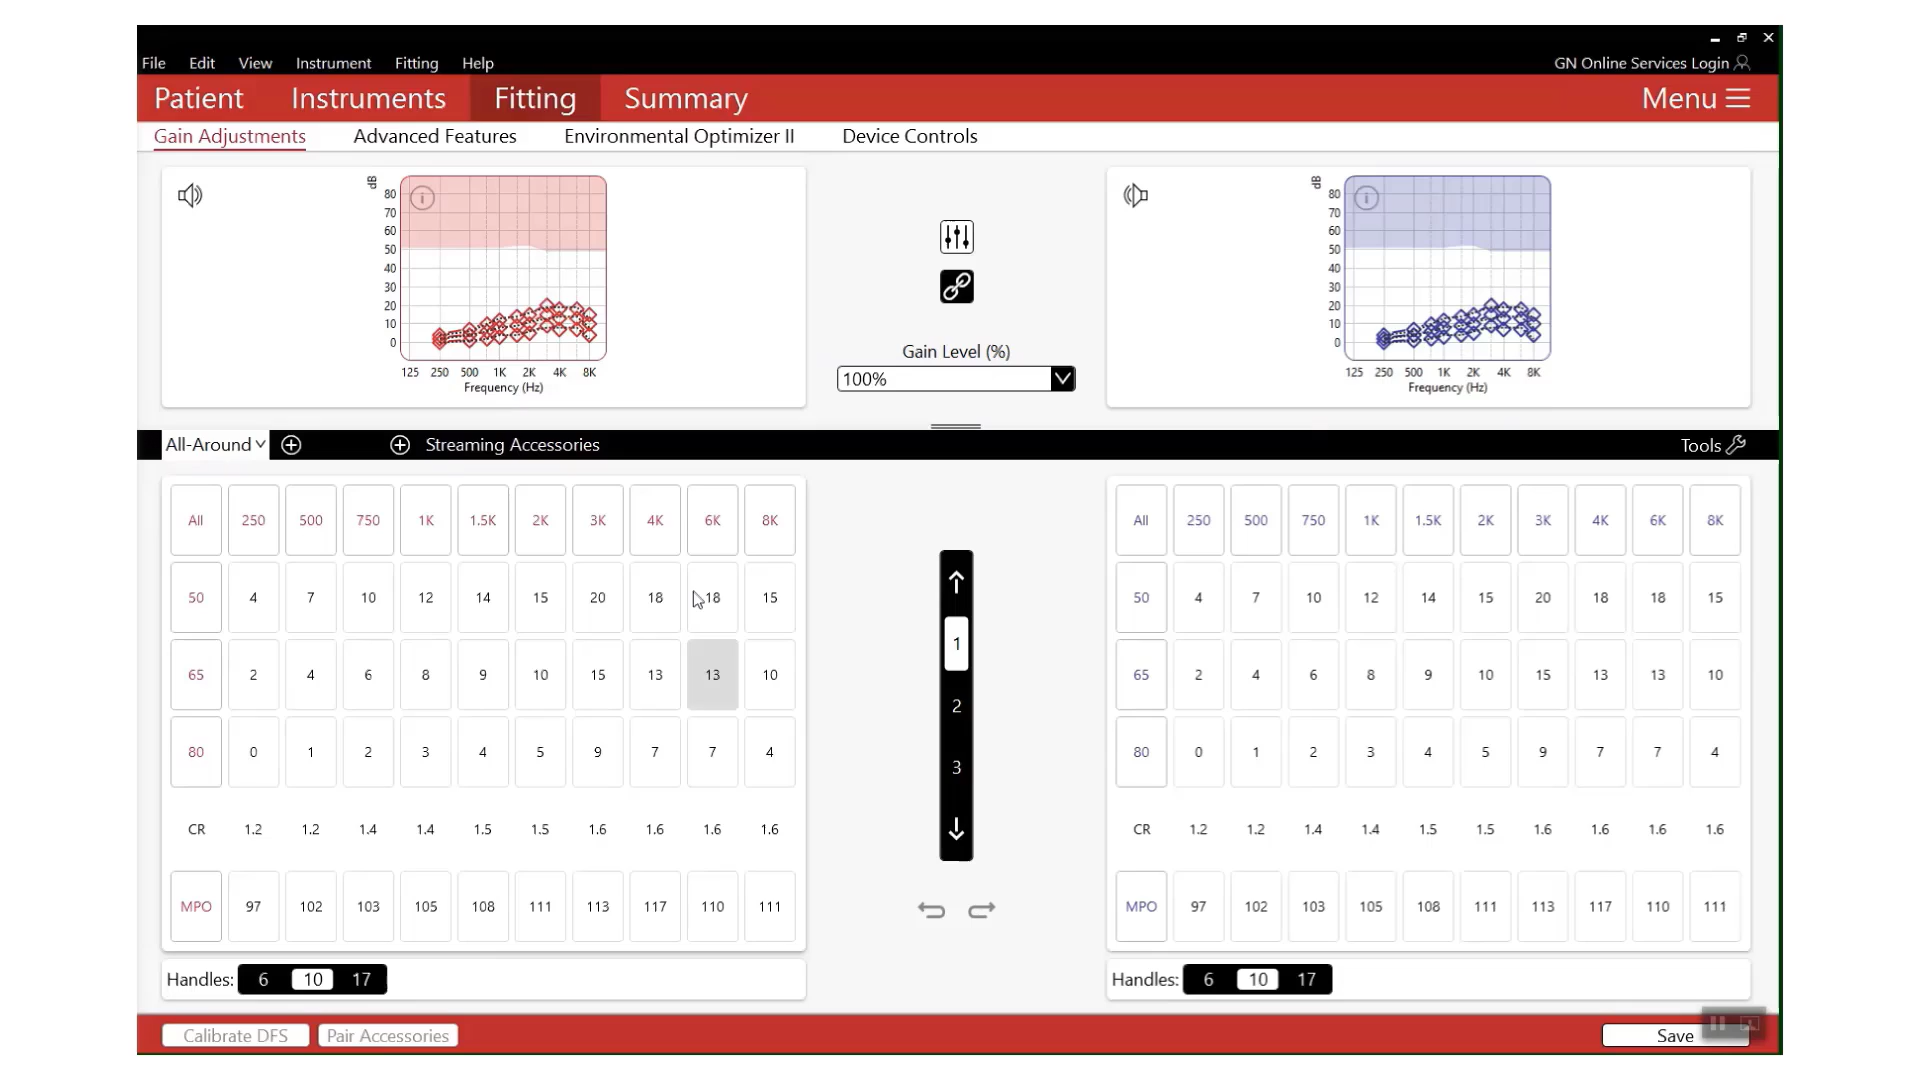 File Edit View Instrument Fitting Help
GN Online Services Login
Patient Instruments Fitting Summary Menu
Gain Adjustments Advanced Features Environmental Optimizer II Device Controls
dB
80
70
60
50
40
30
20
10
0
125 250 500 1K 2K 4K 8K
Frequency (Hz)
Gain Level (%)
100%
dB
80
70
60
50
40
30
20
10
0
125 250 500 1K 2K 4K 8K
Frequency (Hz)
All-Around Streaming Accessories Tools
All 250 500 750 1K 1.5K 2K 3K 4K 6K 8K
50 4 7 10 12 14 15 20 18 18 15
65 2 4 6 8 9 10 15 13 13 10
80 0 1 2 3 4 5 9 7 7 4
CR 1.2 1.2 1.4 1.4 1.5 1.5 1.6 1.6 1.6 1.6
MPO 97 102 103 105 108 111 113 117 110 111
Handles: 6 10 17
1
2
3
All 250 500 750 1K 1.5K 2K 3K 4K 6K 8K
50 4 7 10 12 14 15 20 18 18 15
65 2 4 6 8 9 10 15 13 13 10
80 0 1 2 3 4 5 9 7 7 4
CR 1.2 1.2 1.4 1.4 1.5 1.5 1.6 1.6 1.6 1.6
MPO 97 102 103 105 108 111 113 117 110 111
Handles: 6 10 17
Calibrate DFS Pair Accessories Save